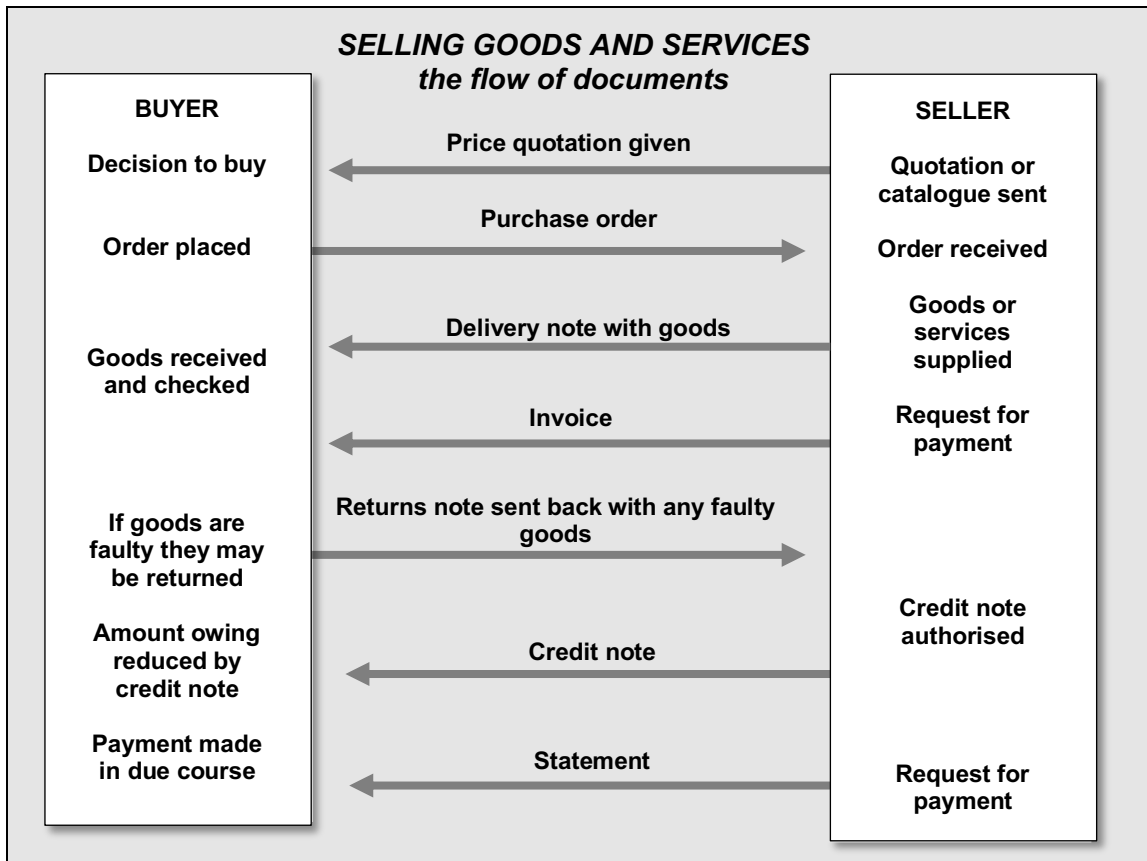 SELLING GOODS AND SERVICES
the flow of documents
BUYER
SELLER
Price quotation given
Decision to buy
Quotation or
catalogue sent
Purchase order
Order placed
Order received
Delivery note with goods
Goods or
services
supplied
Goods received
and checked
Invoice
Request for
payment
Returns note sent back with any faulty
goods
If goods are
faulty they may
be returned
Credit note
authorised
Amount owing
reduced by
credit note
Credit note
Payment made
in due course
Statement
Request for
payment